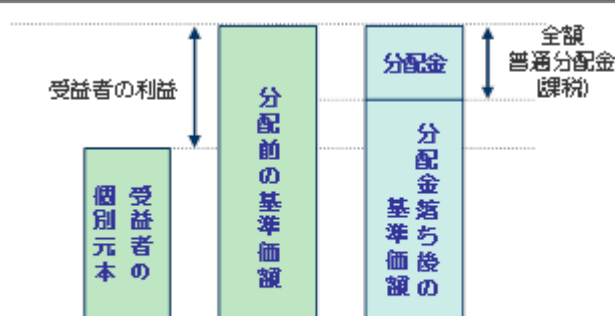 全額
普通分配金
(課税)
分配金
受益者の利益
分配前の基準価額
分配金落ち後の
基準価額
受益者の
個別元本